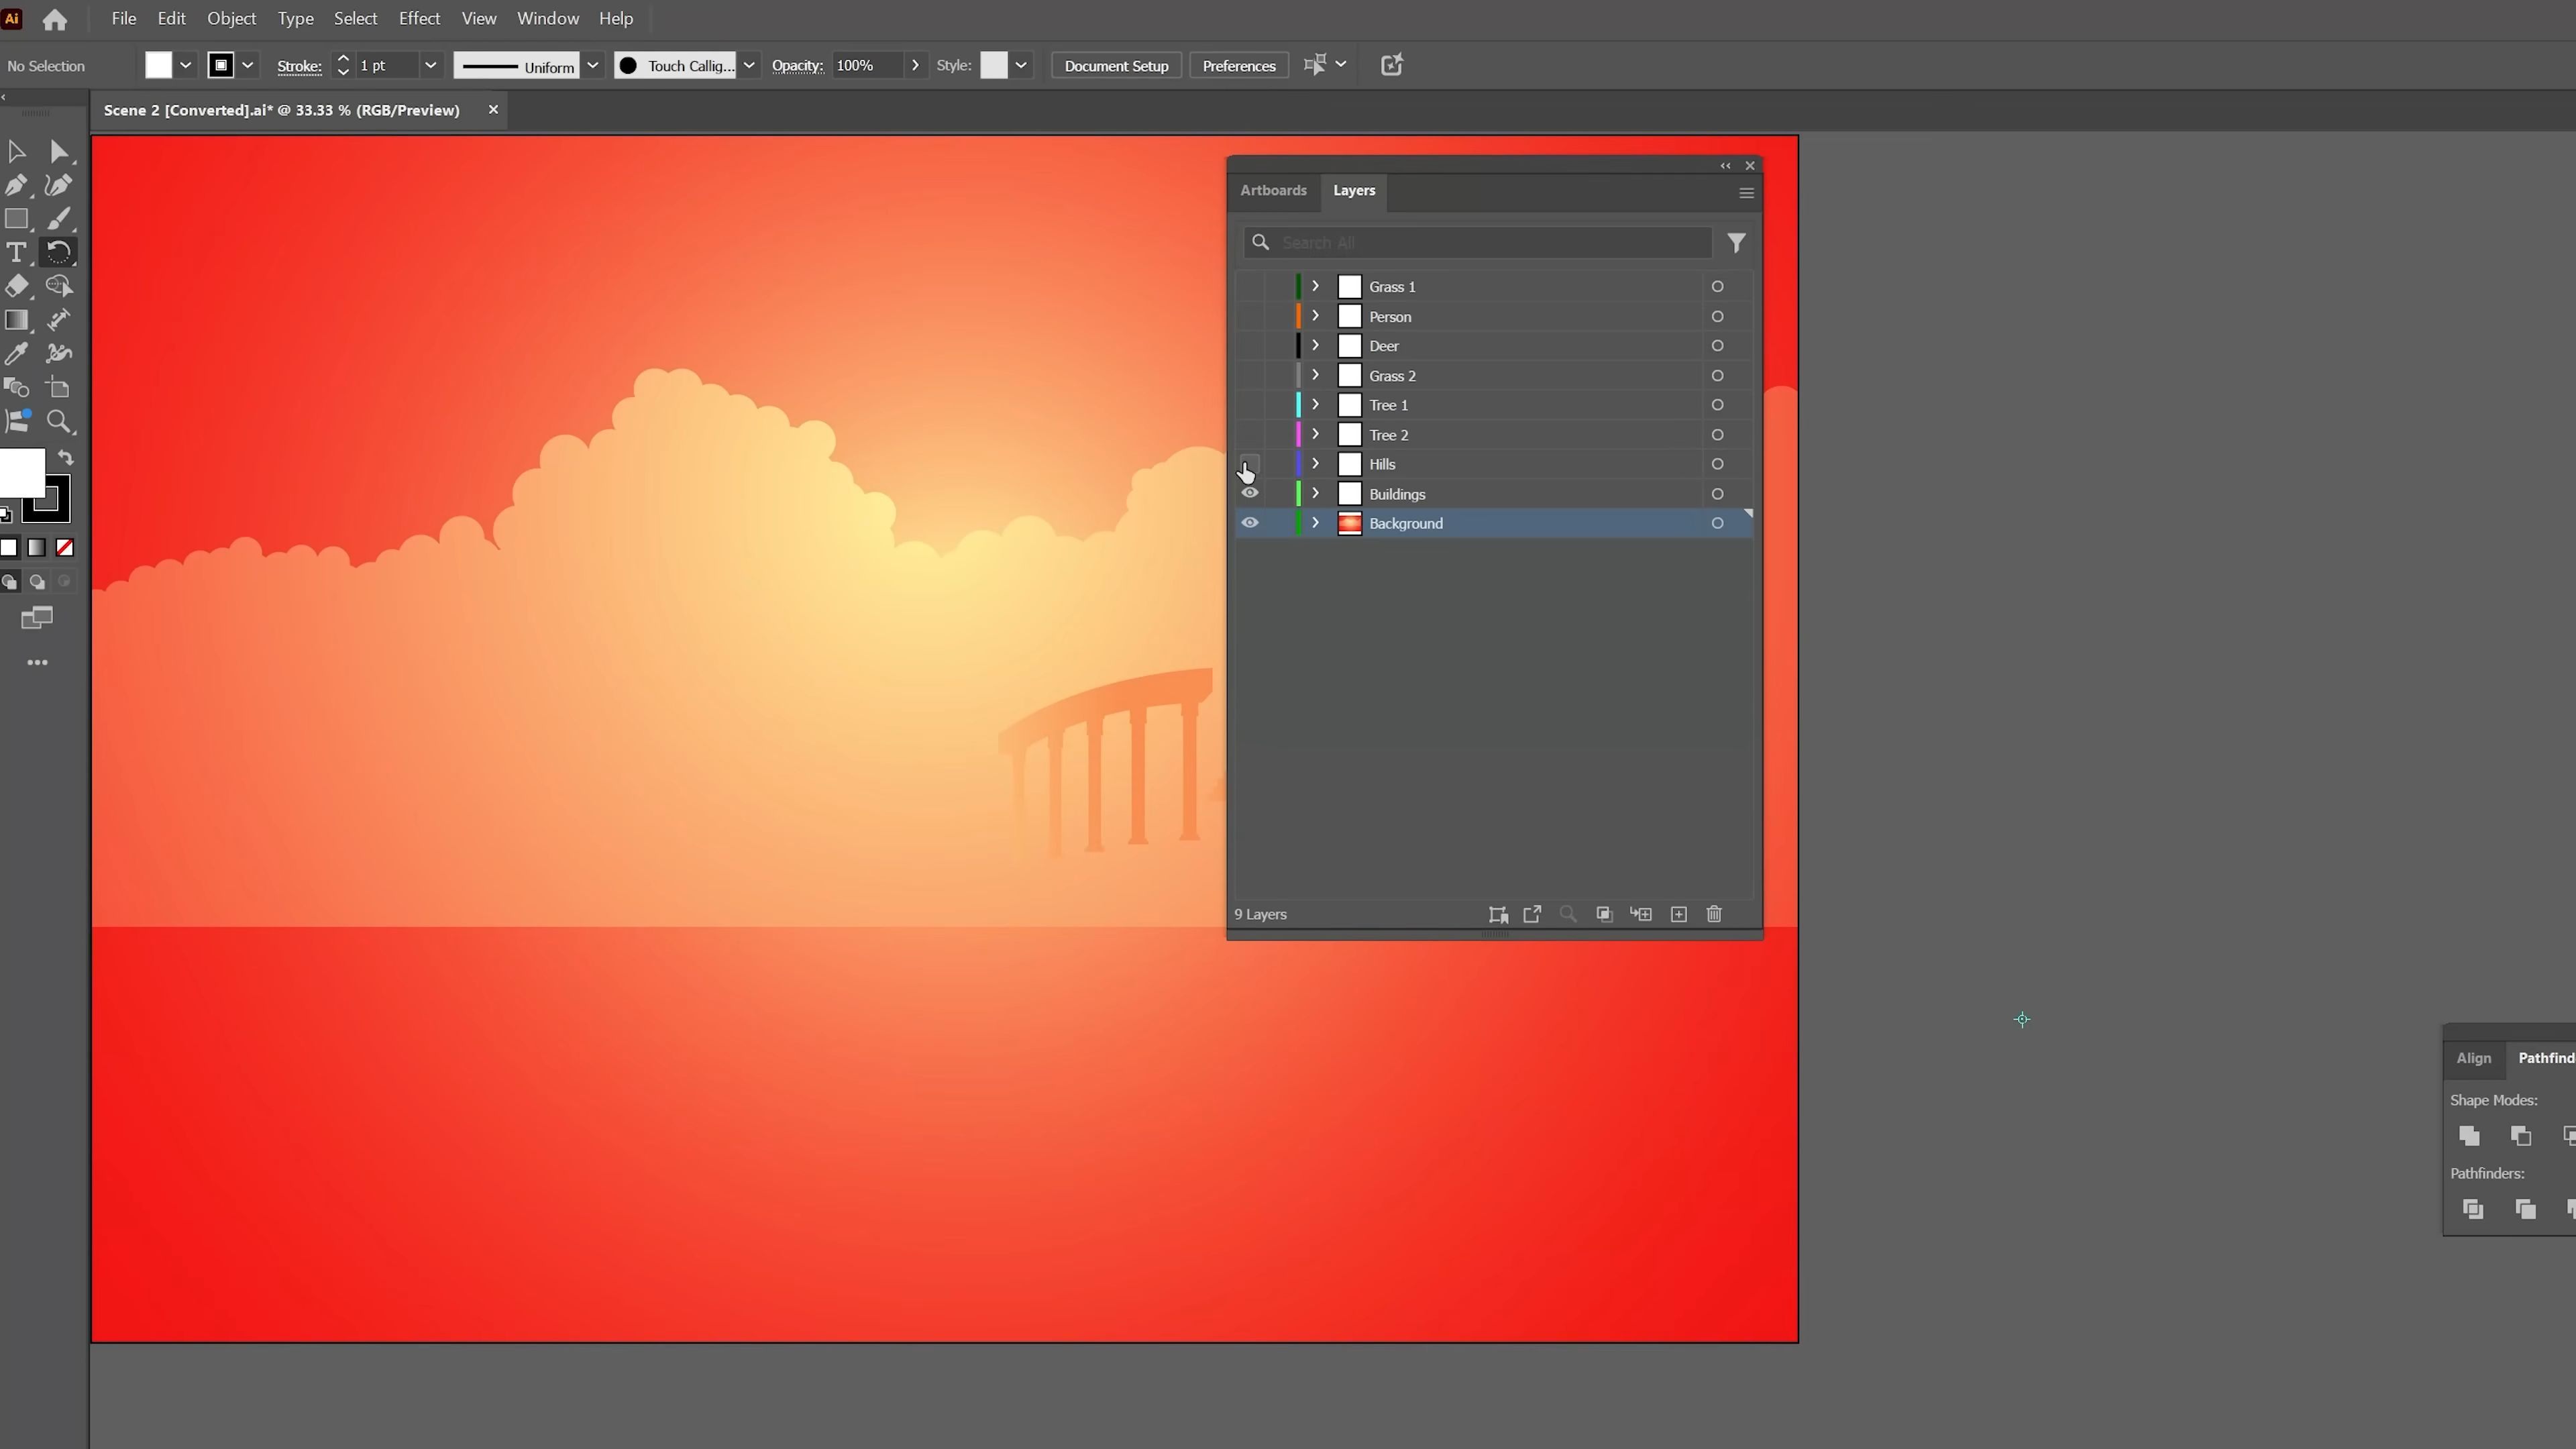 Ai File Edit Object Type Select Effect View Window Help
No Selection Stroke: 1 pt Uniform Touch Callig... Opacity: 100% Style: Document Setup Preferences
Scene 2 [Converted].ai* @ 33.33 % (RGB/Preview)
Artboards Layers
Search All
Grass 1
Person
Deer
Grass 2
Tree 1
Tree 2
Hills
Buildings
Background
9 Layers
Align Pathfind
Shape Modes:
Pathfinders: